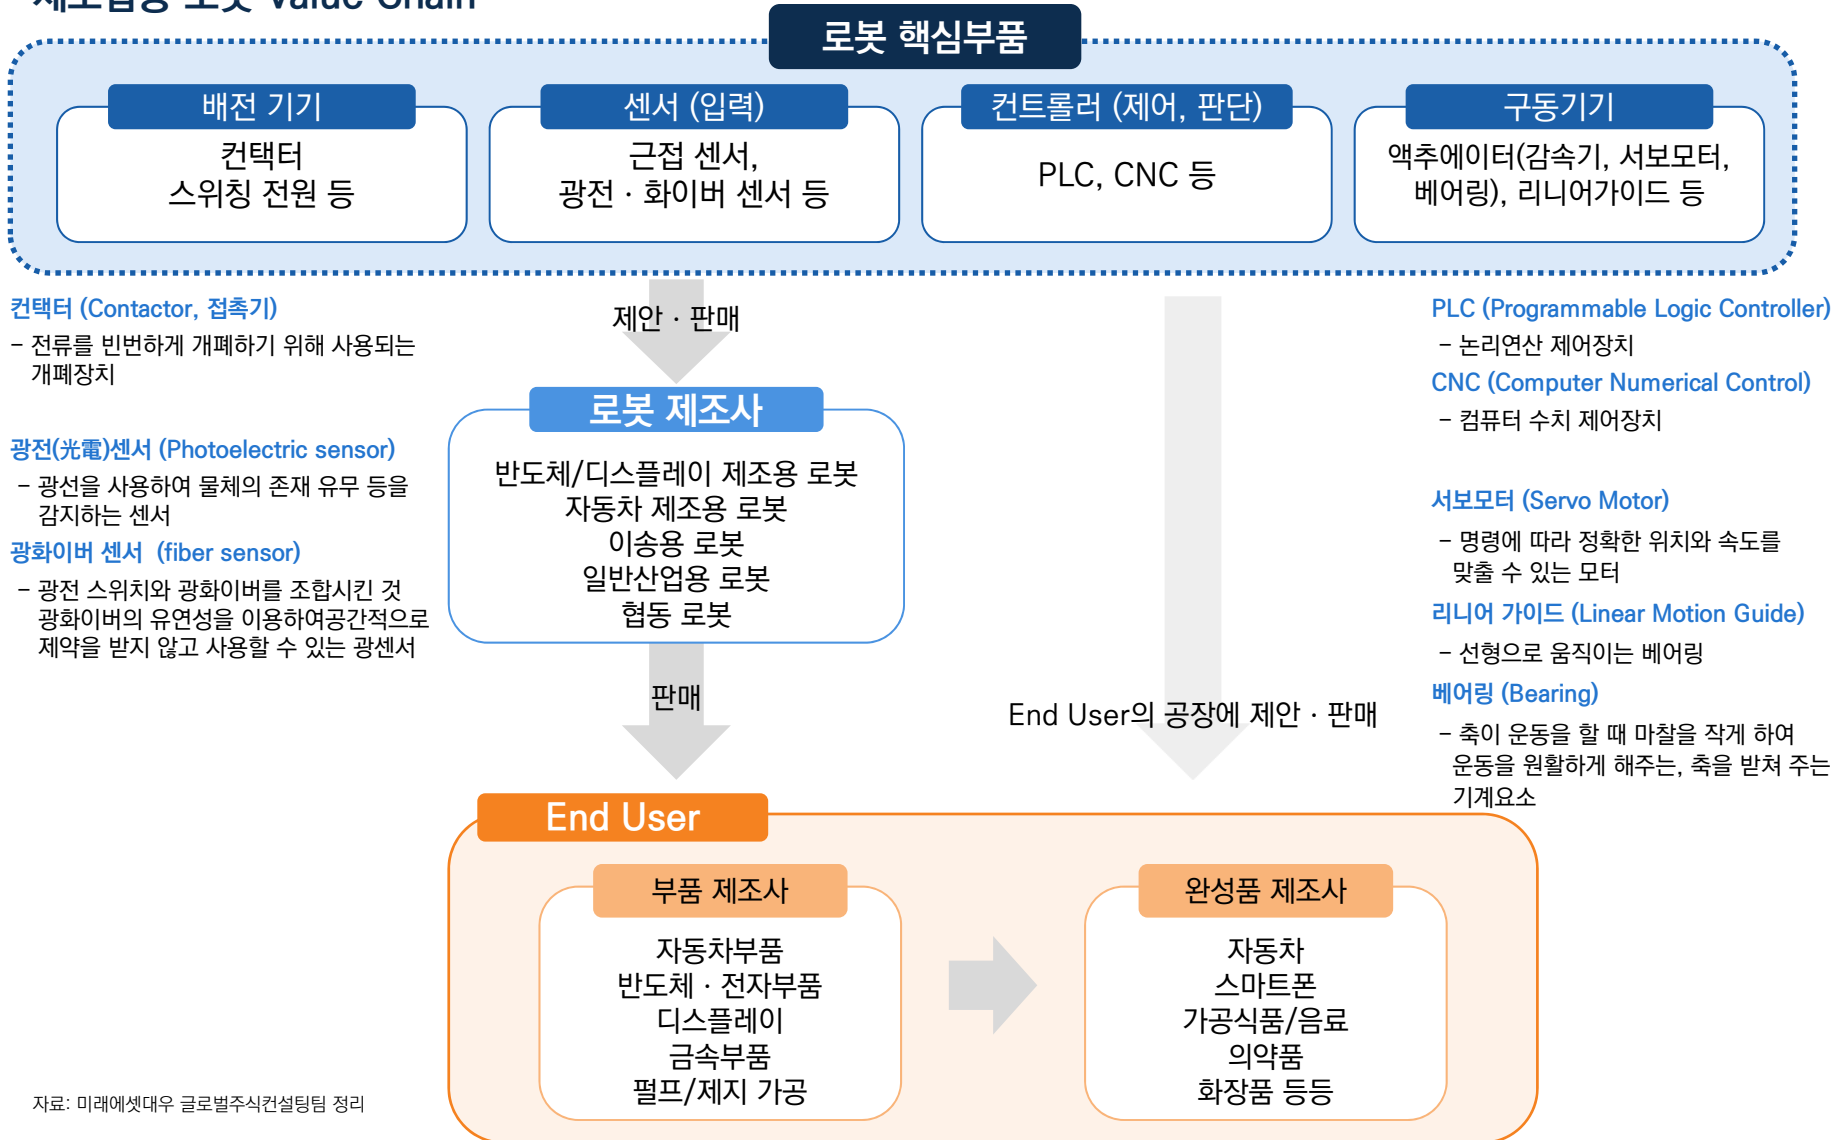 제조업용 로봇 Value Chain
로봇 핵심부품
배전 기기
컨택터
스위칭 전원 등
센서 (입력)
근접 센서,
광전 · 화이버 센서 등
컨트롤러 (제어, 판단)
PLC, CNC 등
구동기기
액추에이터(감속기, 서보모터,
베어링), 리니어가이드 등
컨택터 (Contactor, 접촉기)
- 전류를 빈번하게 개폐하기 위해 사용되는
개폐장치
광전(光電)센서 (Photoelectric sensor)
- 광선을 사용하여 물체의 존재 유무 등을
감지하는 센서
광화이버 센서 (fiber sensor)
- 광전 스위치와 광화이버를 조합시킨 것
광화이버의 유연성을 이용하여공간적으로
제약을 받지 않고 사용할 수 있는 광센서
제안 · 판매
로봇 제조사
반도체/디스플레이 제조용 로봇
자동차 제조용 로봇
이송용 로봇
일반산업용 로봇
협동 로봇
판매
End User의 공장에 제안 · 판매
PLC (Programmable Logic Controller)
- 논리연산 제어장치
CNC (Computer Numerical Control)
- 컴퓨터 수치 제어장치
서보모터 (Servo Motor)
- 명령에 따라 정확한 위치와 속도를
맞출 수 있는 모터
리니어 가이드 (Linear Motion Guide)
- 선형으로 움직이는 베어링
베어링 (Bearing)
- 축이 운동을 할 때 마찰을 작게 하여
운동을 원활하게 해주는, 축을 받쳐 주는
기계요소
End User
부품 제조사
자동차부품
반도체 · 전자부품
디스플레이
금속부품
펄프/제지 가공
완성품 제조사
자동차
스마트폰
가공식품/음료
의약품
화장품 등등
자료: 미래에셋대우 글로벌주식컨설팅팀 정리